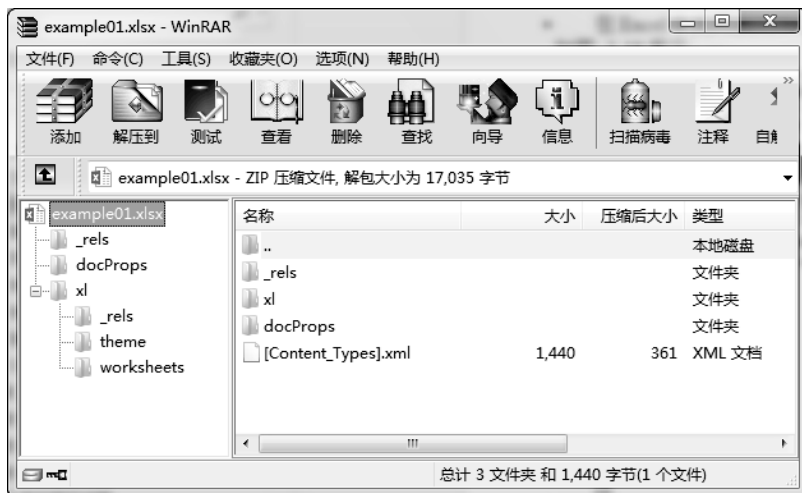 example01.xlsx - WinRAR
文件(F) 命令(C) 工具(S) 收藏夹(O) 选项(N) 帮助(H)
添加 解压到 测试 查看 删除 查找 向导 信息 扫描病毒 注释
example01.xlsx - ZIP 压缩文件, 解包大小为 17,035 字节
example01.xlsx
_rels
docProps
xl
_rels
theme
worksheets
名称 大小 压缩后大小 类型
.. 本地磁盘
_rels 文件夹
xl 文件夹
docProps 文件夹
[Content_Types].xml 1,440 361 XML 文档
总计 3 文件夹 和 1,440 字节(1 个文件)